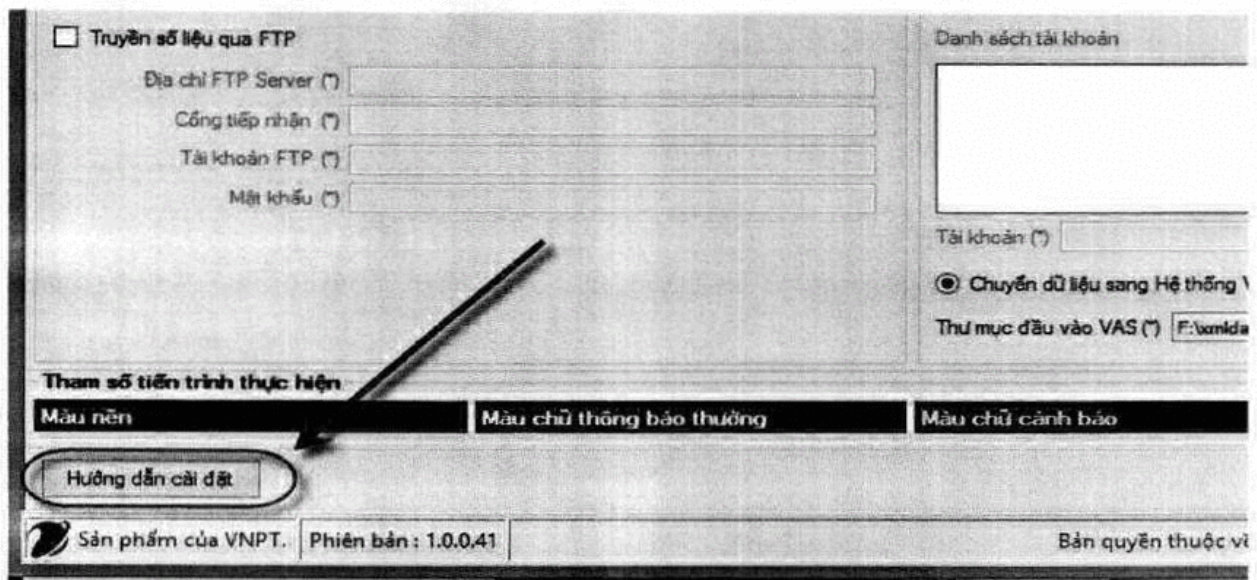 Truyền số liệu qua FTP
Địa chỉ FTP Server (*)
Cổng tiếp nhận (*)
Tài khoản FTP (*)
Mật khẩu (*)
Danh sách tài khoản
Tài khoản (*)
Chuyển dữ liệu sang Hệ thống V
Thư mục đầu vào VAS (*) F:\xmlda
Tham số tiến trình thực hiện
Màu nền
Màu chữ thông báo thường
Màu chữ cảnh báo
Hướng dẫn cài đặt
Sản phẩm của VNPT.
Phiên bản : 1.0.0.41
Bản quyền thuộc về